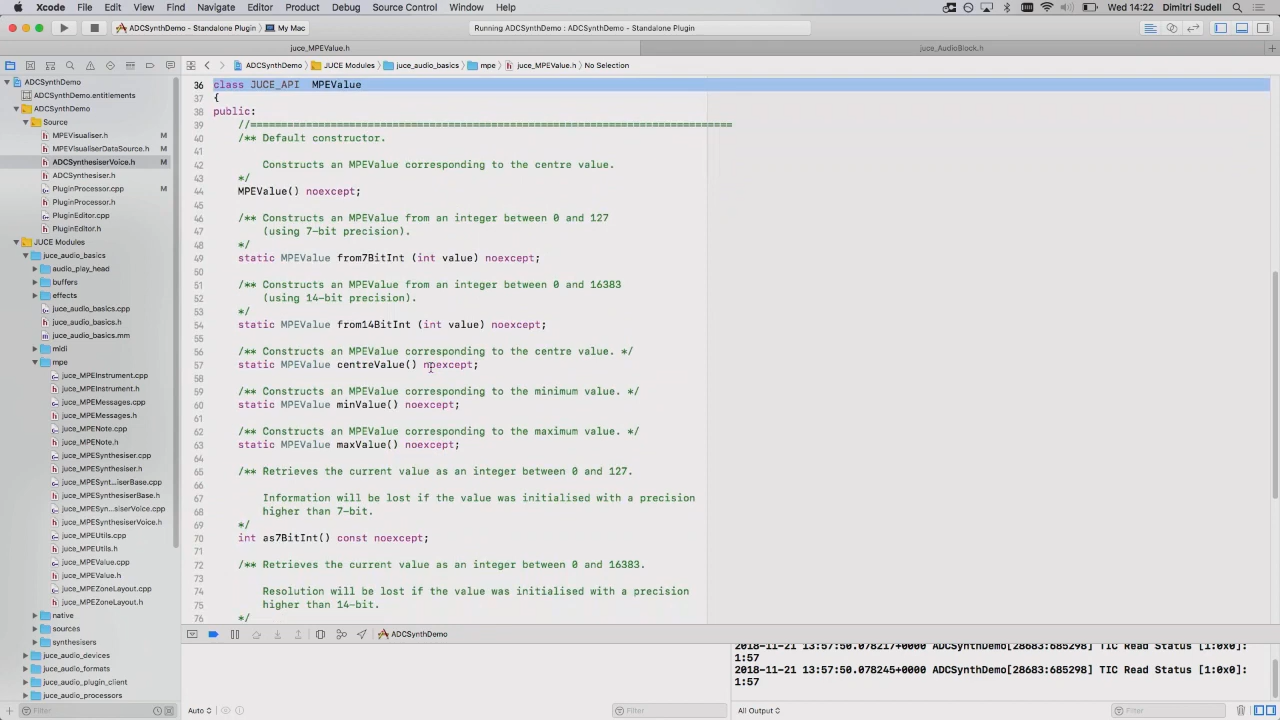 Xcode File Edit View Find Navigate Editor Product Debug Source Control Window Help Wed 14:22 Dimitri Sudell
ADCSynthDemo - Standalone Plugin My Mac Running ADCSynthDemo : ADCSynthDemo - Standalone Plugin
juce_MPEValue.h juce_AudioBlock.h
ADCSynthDemo JUCE Modules juce_audio_basics mpe juce_MPEValue.h No Selection
ADCSynthDemo
ADCSynthDemo.entitlements
ADCSynthDemo
Source
MPEVisualiser.h M
MPEVisualiserDataSource.h M
ADCSynthesiserVoice.h M
ADCSynthesiser.h
PluginProcessor.cpp M
PluginProcessor.h
PluginEditor.cpp
PluginEditor.h
JUCE Modules
juce_audio_basics
audio_play_head
buffers
effects
juce_audio_basics.cpp
juce_audio_basics.h
juce_audio_basics.mm
midi
mpe
juce_MPEInstrument.cpp
juce_MPEInstrument.h
juce_MPEMessages.cpp
juce_MPEMessages.h
juce_MPENote.cpp
juce_MPENote.h
juce_MPESynthesiser.cpp
juce_MPESynthesiser.h
juce_MPESynt...iserBase.cpp
juce_MPESynthesiserBase.h
juce_MPESyn...siserVoice.cpp
juce_MPESynthesiserVoice.h
juce_MPEUtils.cpp
juce_MPEUtils.h
juce_MPEValue.cpp
juce_MPEValue.h
juce_MPEZoneLayout.cpp
juce_MPEZoneLayout.h
native
sources
synthesisers
juce_audio_devices
juce_audio_formats
juce_audio_plugin_client
juce_audio_processors
Filter
36 class JUCE_API MPEValue
37 {
38 public:
39 //==============================================================================
40 /** Default constructor.
41
42 Constructs an MPEValue corresponding to the centre value.
43 */
44 MPEValue() noexcept;
45
46 /** Constructs an MPEValue from an integer between 0 and 127
47 (using 7-bit precision).
48 */
49 static MPEValue from7BitInt (int value) noexcept;
50
51 /** Constructs an MPEValue from an integer between 0 and 16383
52 (using 14-bit precision).
53 */
54 static MPEValue from14BitInt (int value) noexcept;
55
56 /** Constructs an MPEValue corresponding to the centre value. */
57 static MPEValue centreValue() noexcept;
58
59 /** Constructs an MPEValue corresponding to the minimum value. */
60 static MPEValue minValue() noexcept;
61
62 /** Constructs an MPEValue corresponding to the maximum value. */
63 static MPEValue maxValue() noexcept;
64
65 /** Retrieves the current value as an integer between 0 and 127.
66
67 Information will be lost if the value was initialised with a precision
68 higher than 7-bit.
69 */
70 int as7BitInt() const noexcept;
71
72 /** Retrieves the current value as an integer between 0 and 16383.
73
74 Resolution will be lost if the value was initialised with a precision
75 higher than 14-bit.
76 */
ADCSynthDemo
2018-11-21 13:57:50.078217+0000 ADCSynthDemo[28683:685298] TIC Read Status [1:0x0]:
1:57
2018-11-21 13:57:50.078245+0000 ADCSynthDemo[28683:685298] TIC Read Status [1:0x0]:
1:57
Auto Filter All Output Filter